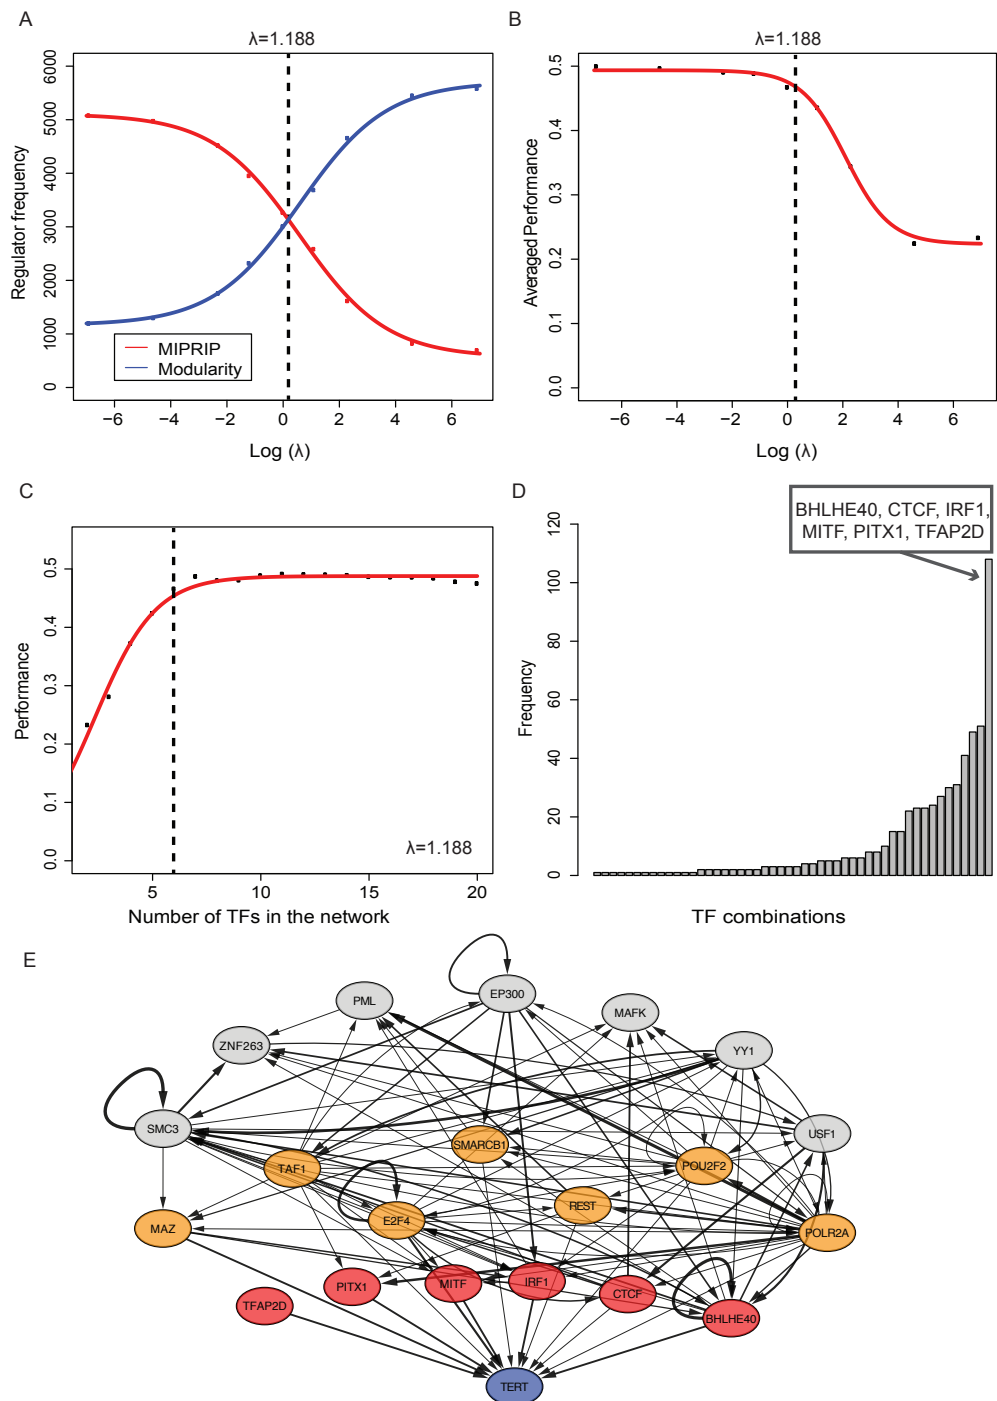 A
λ=1.188
Regulator frequency
6000
5000
4000
3000
2000
1000
0
MIPRIP
Modularity
−6
−4
−2
0
2
4
6
Log (λ)
B
λ=1.188
Averaged Performance
0.5
0.4
0.3
0.2
0.1
0.0
−6
−4
−2
0
2
4
6
Log (λ)
C
Performance
0.5
0.4
0.3
0.2
0.1
0.0
λ=1.188
5
10
15
20
Number of TFs in the network
D
BHLHE40, CTCF, IRF1,
MITF, PITX1, TFAP2D
Frequency
120
100
80
60
40
20
0
TF combinations
E
EP300
PML
MAFK
ZNF263
YY1
SMC3
USF1
SMARCB1
TAF1
POU2F2
REST
E2F4
MAZ
POLR2A
PITX1
MITF
IRF1
CTCF
TFAP2D
BHLHE40
TERT